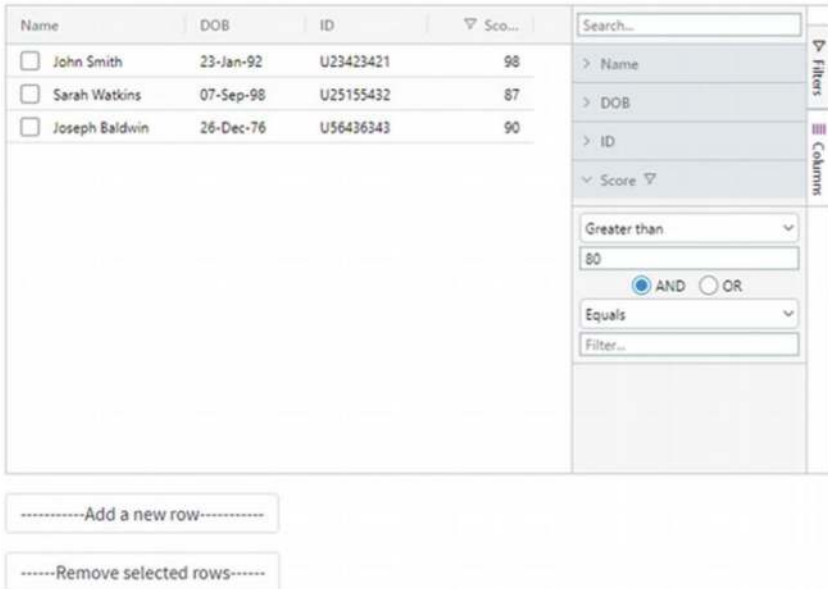 Name DOB ID Sco...
John Smith 23-Jan-92 U23423421 98
Sarah Watkins 07-Sep-98 U25155432 87
Joseph Baldwin 26-Dec-76 U56436343 90
Search...
Name
DOB
ID
Score
Greater than
80
AND OR
Equals
Filter...
Filters
Columns
-----------Add a new row-----------
------Remove selected rows------